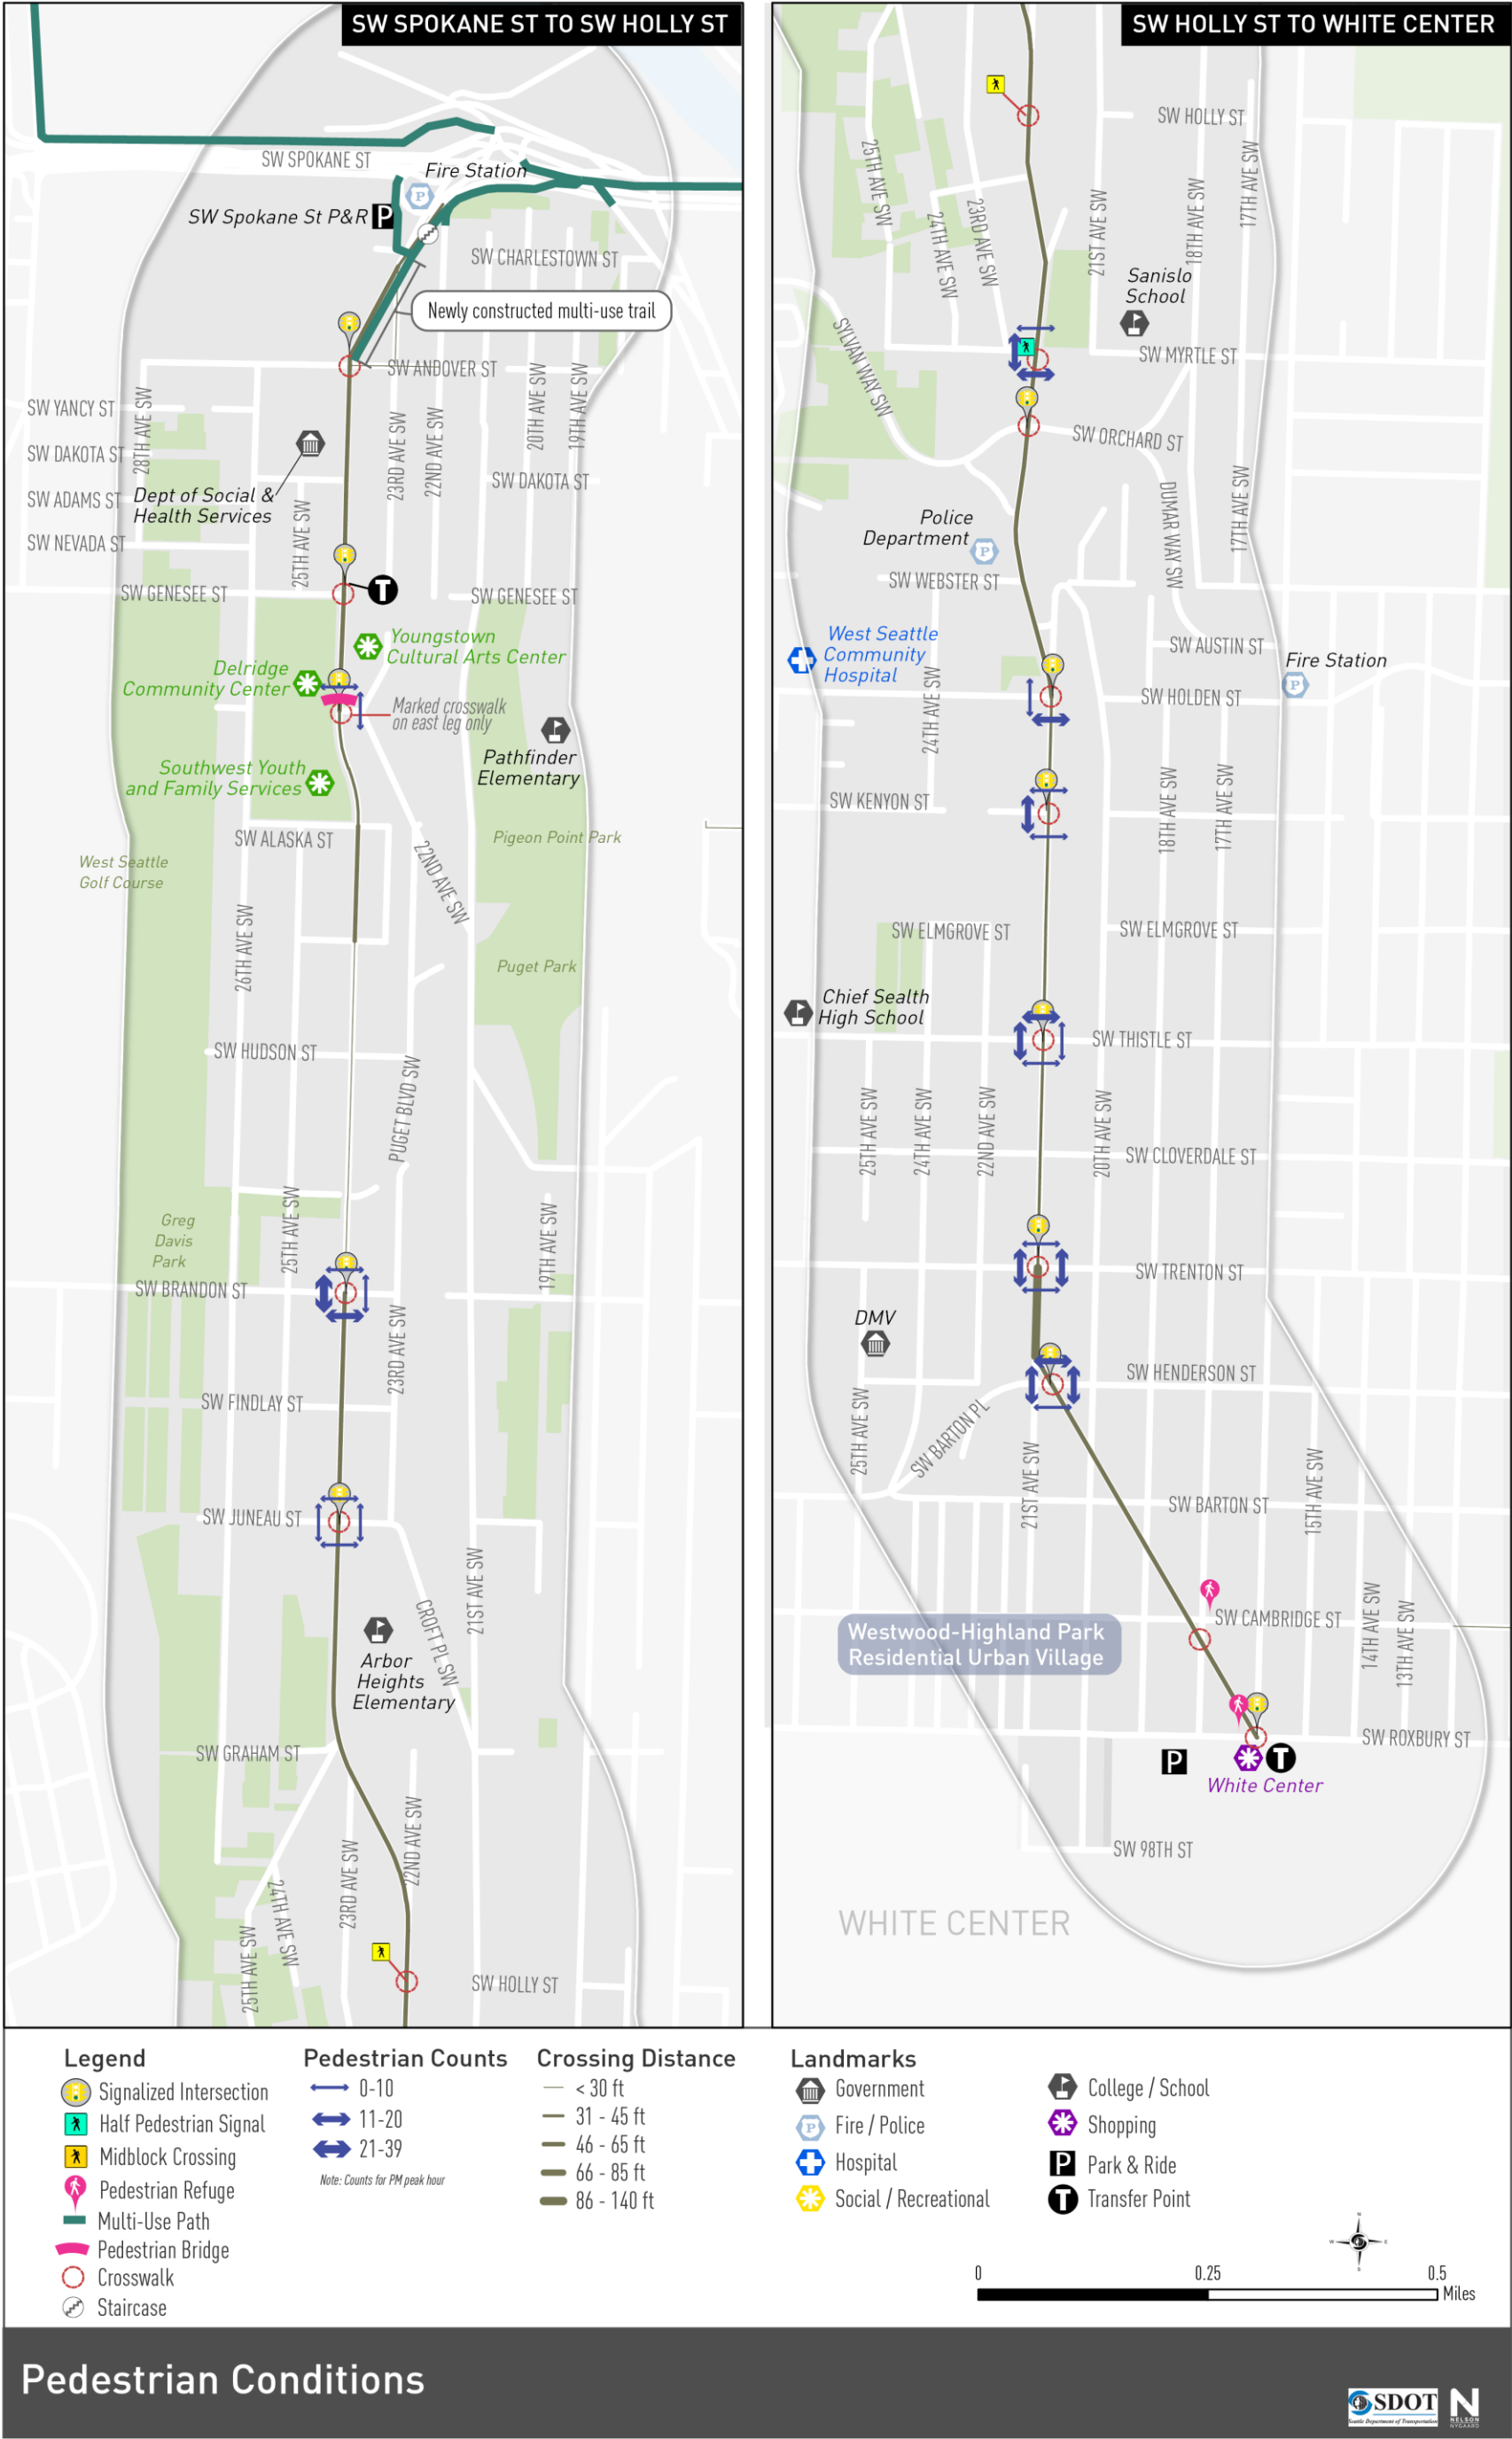 SW SPOKANE ST TO SW HOLLY ST
SW SPOKANE ST
Fire Station
SW Spokane St P&R
P
SW CHARLESTOWN ST
Newly constructed multi-use trail
SW ANDOVER ST
SW YANCY ST
28TH AVE SW
20TH AVE SW
19TH AVE SW
23RD AVE SW
22ND AVE SW
SW DAKOTA ST
SW DAKOTA ST
SW ADAMS ST
Dept of Social &
Health Services
25TH AVE SW
SW NEVADA ST
SW GENESEE ST
T
SW GENESEE ST
Youngstown
Cultural Arts Center
Delridge
Community Center
Marked crosswalk
on east leg only
Pathfinder
Elementary
Southwest Youth
and Family Services
SW ALASKA ST
Pigeon Point Park
West Seattle
Golf Course
22ND AVE SW
26TH AVE SW
Puget Park
SW HUDSON ST
PUGET BLVD SW
Greg
Davis
Park
25TH AVE SW
19TH AVE SW
SW BRANDON ST
23RD AVE SW
SW FINDLAY ST
SW JUNEAU ST
21ST AVE SW
CROFT PL SW
Arbor
Heights
Elementary
SW GRAHAM ST
22ND AVE SW
23RD AVE SW
24TH AVE SW
25TH AVE SW
SW HOLLY ST
SW HOLLY ST TO WHITE CENTER
SW HOLLY ST
25TH AVE SW
24TH AVE SW
23RD AVE SW
21ST AVE SW
18TH AVE SW
17TH AVE SW
Sanislo
School
SYLVAN WAY SW
SW MYRTLE ST
SW ORCHARD ST
DUMAR WAY SW
17TH AVE SW
Police
Department
P
SW WEBSTER ST
West Seattle
Community
Hospital
SW AUSTIN ST
Fire Station
P
24TH AVE SW
SW HOLDEN ST
SW KENYON ST
18TH AVE SW
17TH AVE SW
SW ELMGROVE ST
SW ELMGROVE ST
Chief Sealth
High School
SW THISTLE ST
25TH AVE SW
24TH AVE SW
22ND AVE SW
20TH AVE SW
SW CLOVERDALE ST
SW TRENTON ST
DMV
SW HENDERSON ST
25TH AVE SW
SW BARTON PL
21ST AVE SW
SW BARTON ST
15TH AVE SW
SW CAMBRIDGE ST
14TH AVE SW
13TH AVE SW
Westwood-Highland Park
Residential Urban Village
SW ROXBURY ST
P
T
White Center
SW 98TH ST
WHITE CENTER
Legend
Signalized Intersection
Half Pedestrian Signal
Midblock Crossing
Pedestrian Refuge
Multi-Use Path
Pedestrian Bridge
Crosswalk
Staircase
Pedestrian Counts
0-10
11-20
21-39
Note: Counts for PM peak hour
Crossing Distance
< 30 ft
31 - 45 ft
46 - 65 ft
66 - 85 ft
86 - 140 ft
Landmarks
Government
P Fire / Police
Hospital
Social / Recreational
College / School
Shopping
P Park & Ride
T Transfer Point
N
W E
S
0 0.25 0.5
Miles
Pedestrian Conditions
SDOT
Seattle Department of Transportation
N
NELSON
NYGAARD